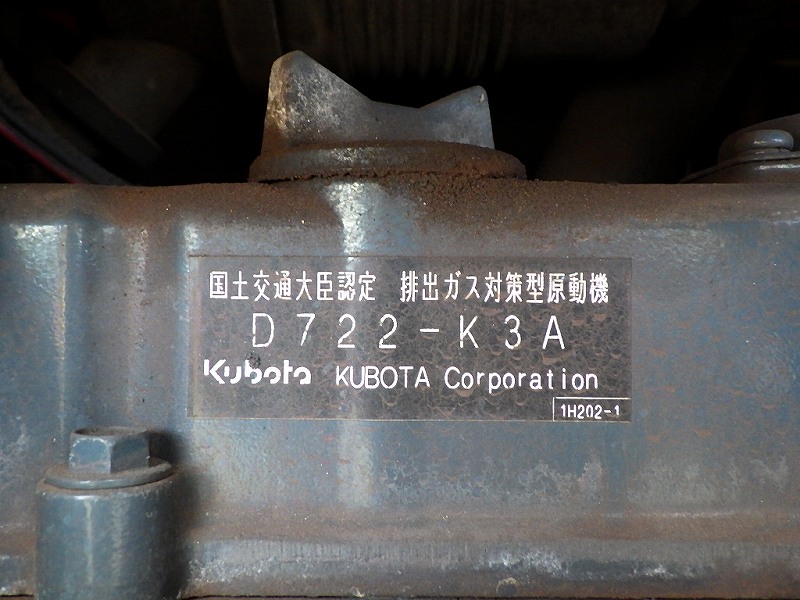 国土交通大臣認定 排出ガス対策型原動機
D722-K3A
Kubota KUBOTA Corporation
1H202-1